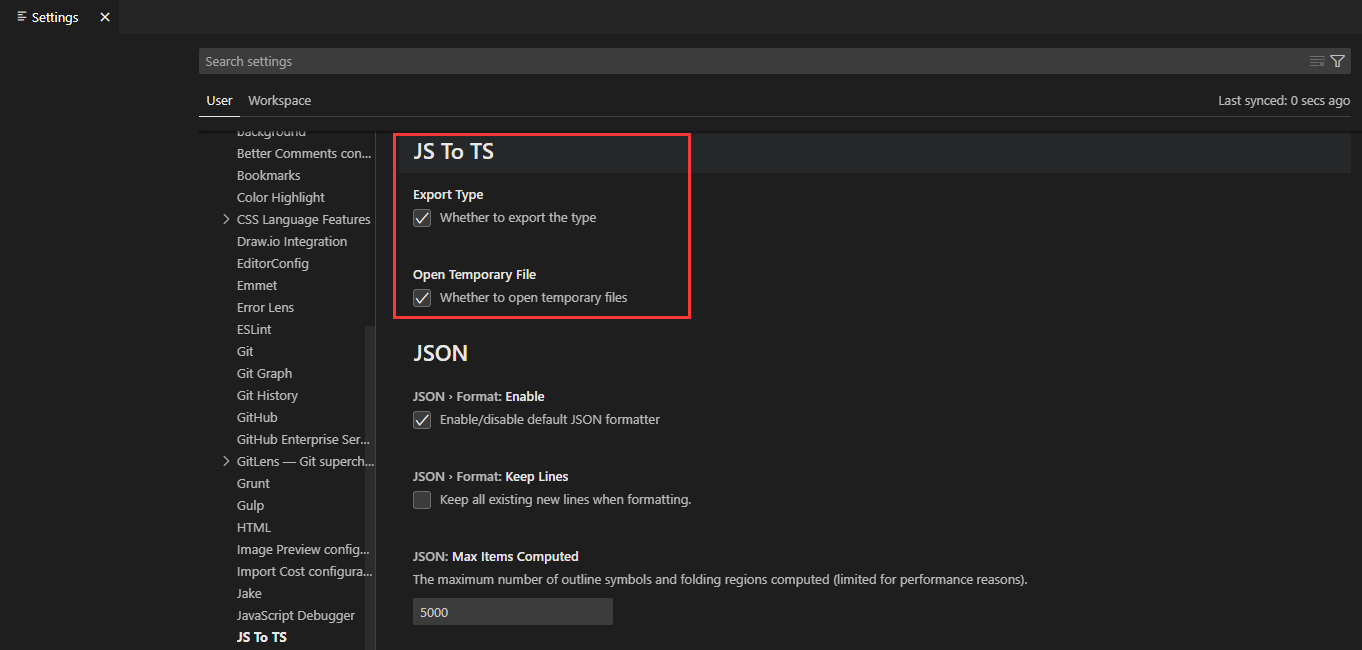 Settings
Search settings
User Workspace Last synced: 0 secs ago
background
Better Comments con...
Bookmarks
Color Highlight
CSS Language Features
Draw.io Integration
EditorConfig
Emmet
Error Lens
ESLint
Git
Git Graph
Git History
GitHub
GitHub Enterprise Ser...
GitLens — Git superch...
Grunt
Gulp
HTML
Image Preview config...
Import Cost configura...
Jake
JavaScript Debugger
JS To TS
JS To TS
Export Type
Whether to export the type
Open Temporary File
Whether to open temporary files
JSON
JSON › Format: Enable
Enable/disable default JSON formatter
JSON › Format: Keep Lines
Keep all existing new lines when formatting.
JSON: Max Items Computed
The maximum number of outline symbols and folding regions computed (limited for performance reasons).
5000